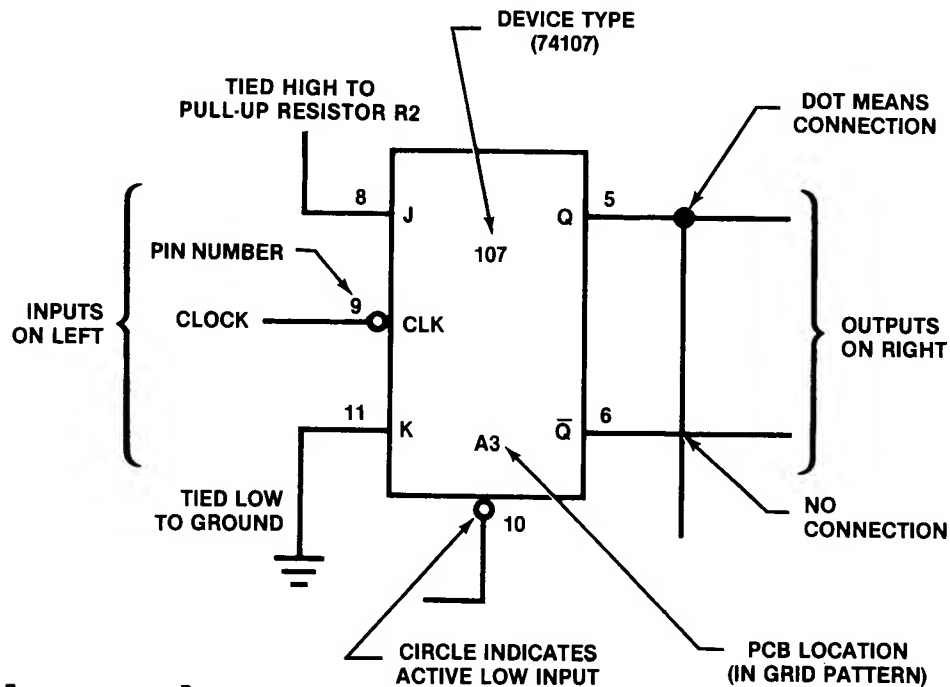 DEVICE TYPE
(74107)
TIED HIGH TO
PULL-UP RESISTOR R2
DOT MEANS
CONNECTION
8
J
Q
5
107
PIN NUMBER
9
INPUTS
ON LEFT
CLOCK
CLK
OUTPUTS
ON RIGHT
11
K
A3
Q̅
6
TIED LOW
TO GROUND
10
NO
CONNECTION
CIRCLE INDICATES
ACTIVE LOW INPUT
PCB LOCATION
(IN GRID PATTERN)